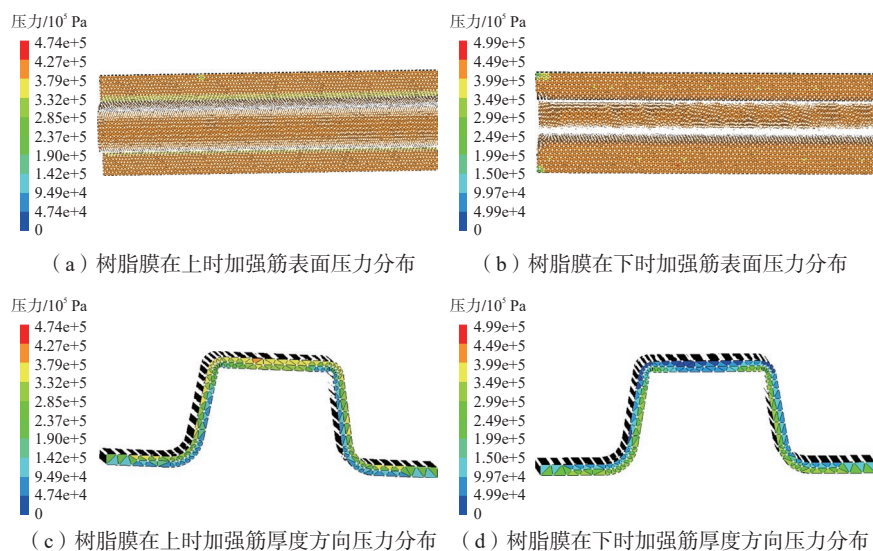 压力/10⁵ Pa
4.74e+5
4.27e+5
3.79e+5
3.32e+5
2.85e+5
2.37e+5
1.90e+5
1.42e+5
9.49e+4
4.74e+4
0
（a）树脂膜在上时加强筋表面压力分布
压力/10⁵ Pa
4.99e+5
4.49e+5
3.99e+5
3.49e+5
2.99e+5
2.49e+5
1.99e+5
1.50e+5
9.97e+4
4.99e+4
0
（b）树脂膜在下时加强筋表面压力分布
压力/10⁵ Pa
4.74e+5
4.27e+5
3.79e+5
3.32e+5
2.85e+5
2.37e+5
1.90e+5
1.42e+5
9.49e+4
4.74e+4
0
（c）树脂膜在上时加强筋厚度方向压力分布
压力/10⁵ Pa
4.99e+5
4.49e+5
3.99e+5
3.49e+5
2.99e+5
2.49e+5
1.99e+5
1.50e+5
9.97e+4
4.99e+4
0
（d）树脂膜在下时加强筋厚度方向压力分布